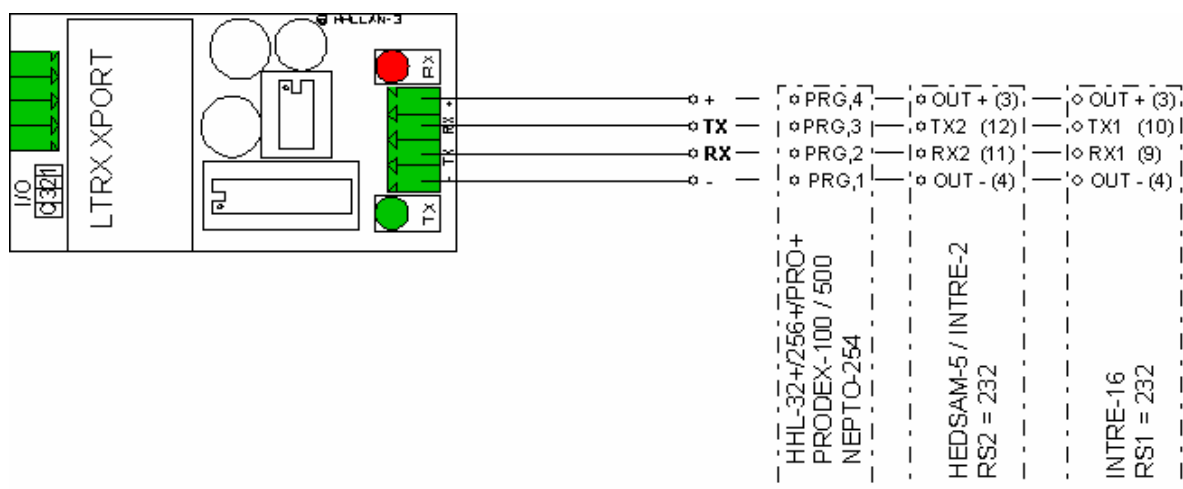 HHLLAN-3
LTRX XPORT
I/O
C321
RX
+ RX TX -
TX
+
TX
RX
-
PRG,4
PRG,3
PRG,2
PRG,1
OUT + (3)
TX2 (12)
RX2 (11)
OUT - (4)
OUT + (3)
TX1 (10)
RX1 (9)
OUT - (4)
HHL-32+/256+/PRO+
PRODEX-100 / 500
NEPTO-254
HEDSAM-5 / INTRE-2
RS2 = 232
INTRE-16
RS1 = 232